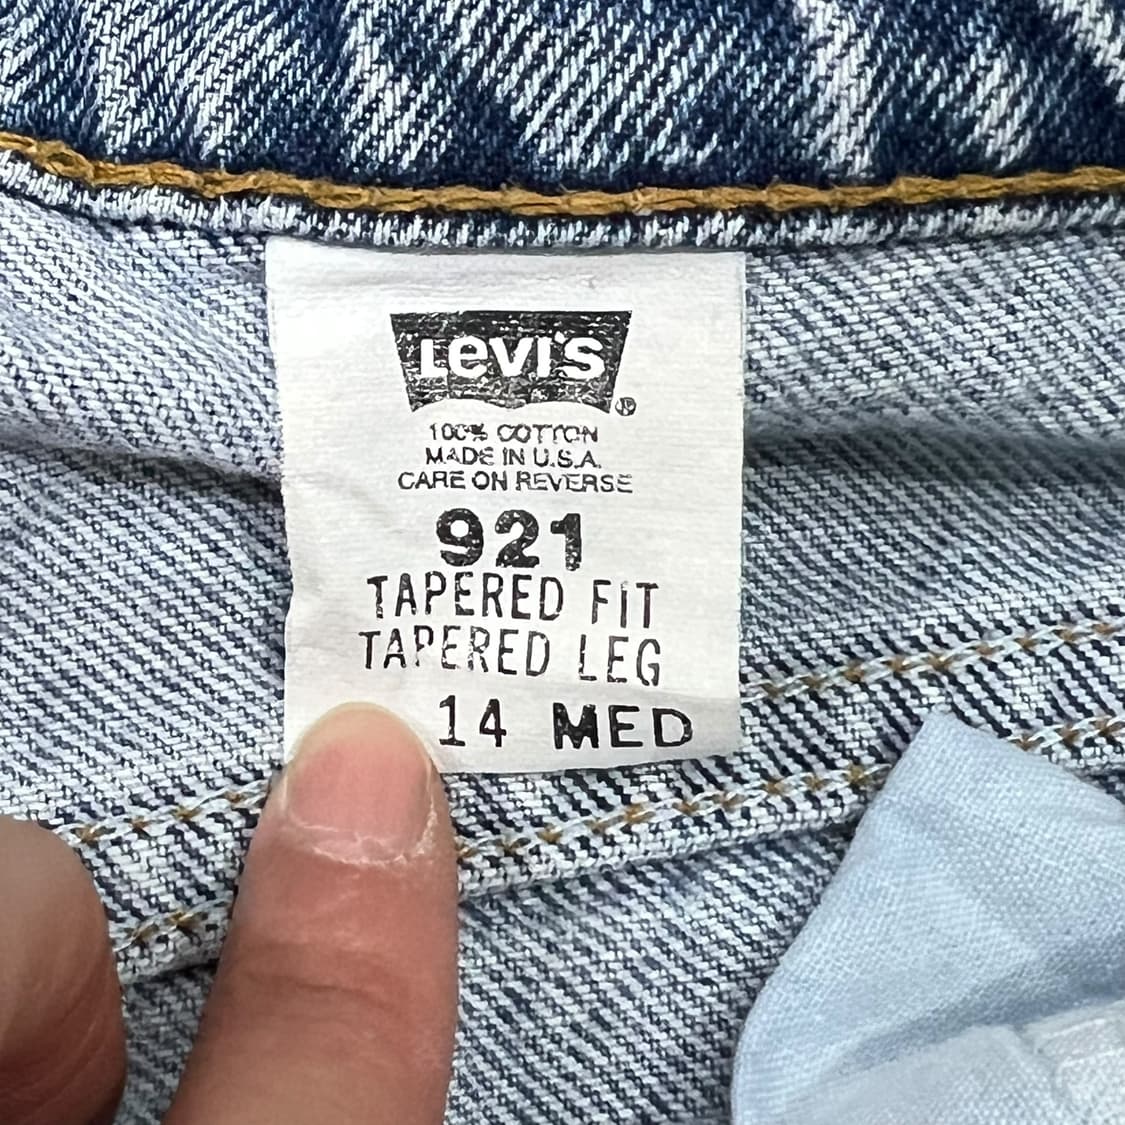 Levi's ®
100% COTTON
MADE IN U.S.A.
CARE ON REVERSE
921
TAPERED FIT
TAPERED LEG
14 MED